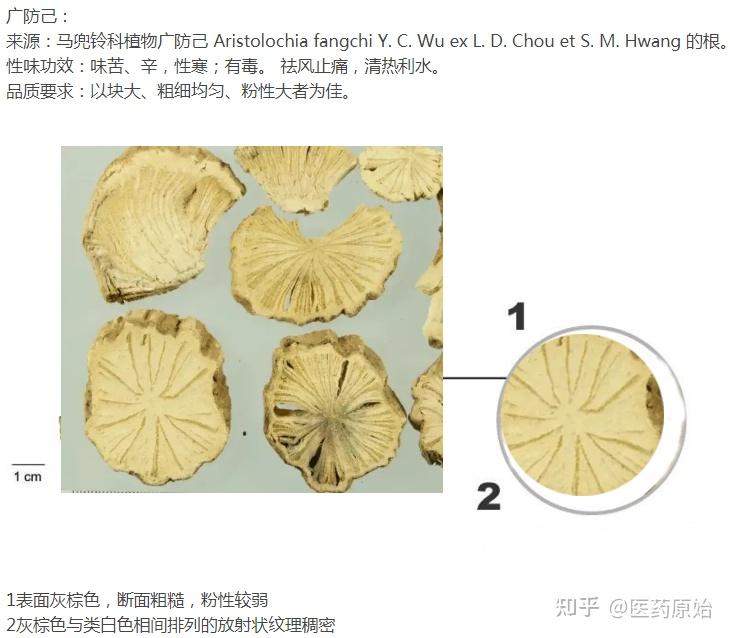 广防己：
来源：马兜铃科植物广防己 Aristolochia fangchi Y. C. Wu ex L. D. Chou et S. M. Hwang 的根。
性味功效：味苦、辛，性寒；有毒。 祛风止痛，清热利水。
品质要求：以块大、粗细均匀、粉性大者为佳。
1
2
1 cm
1表面灰棕色，断面粗糙，粉性较弱
2灰棕色与类白色相间排列的放射状纹理稠密
知乎 @医药原始